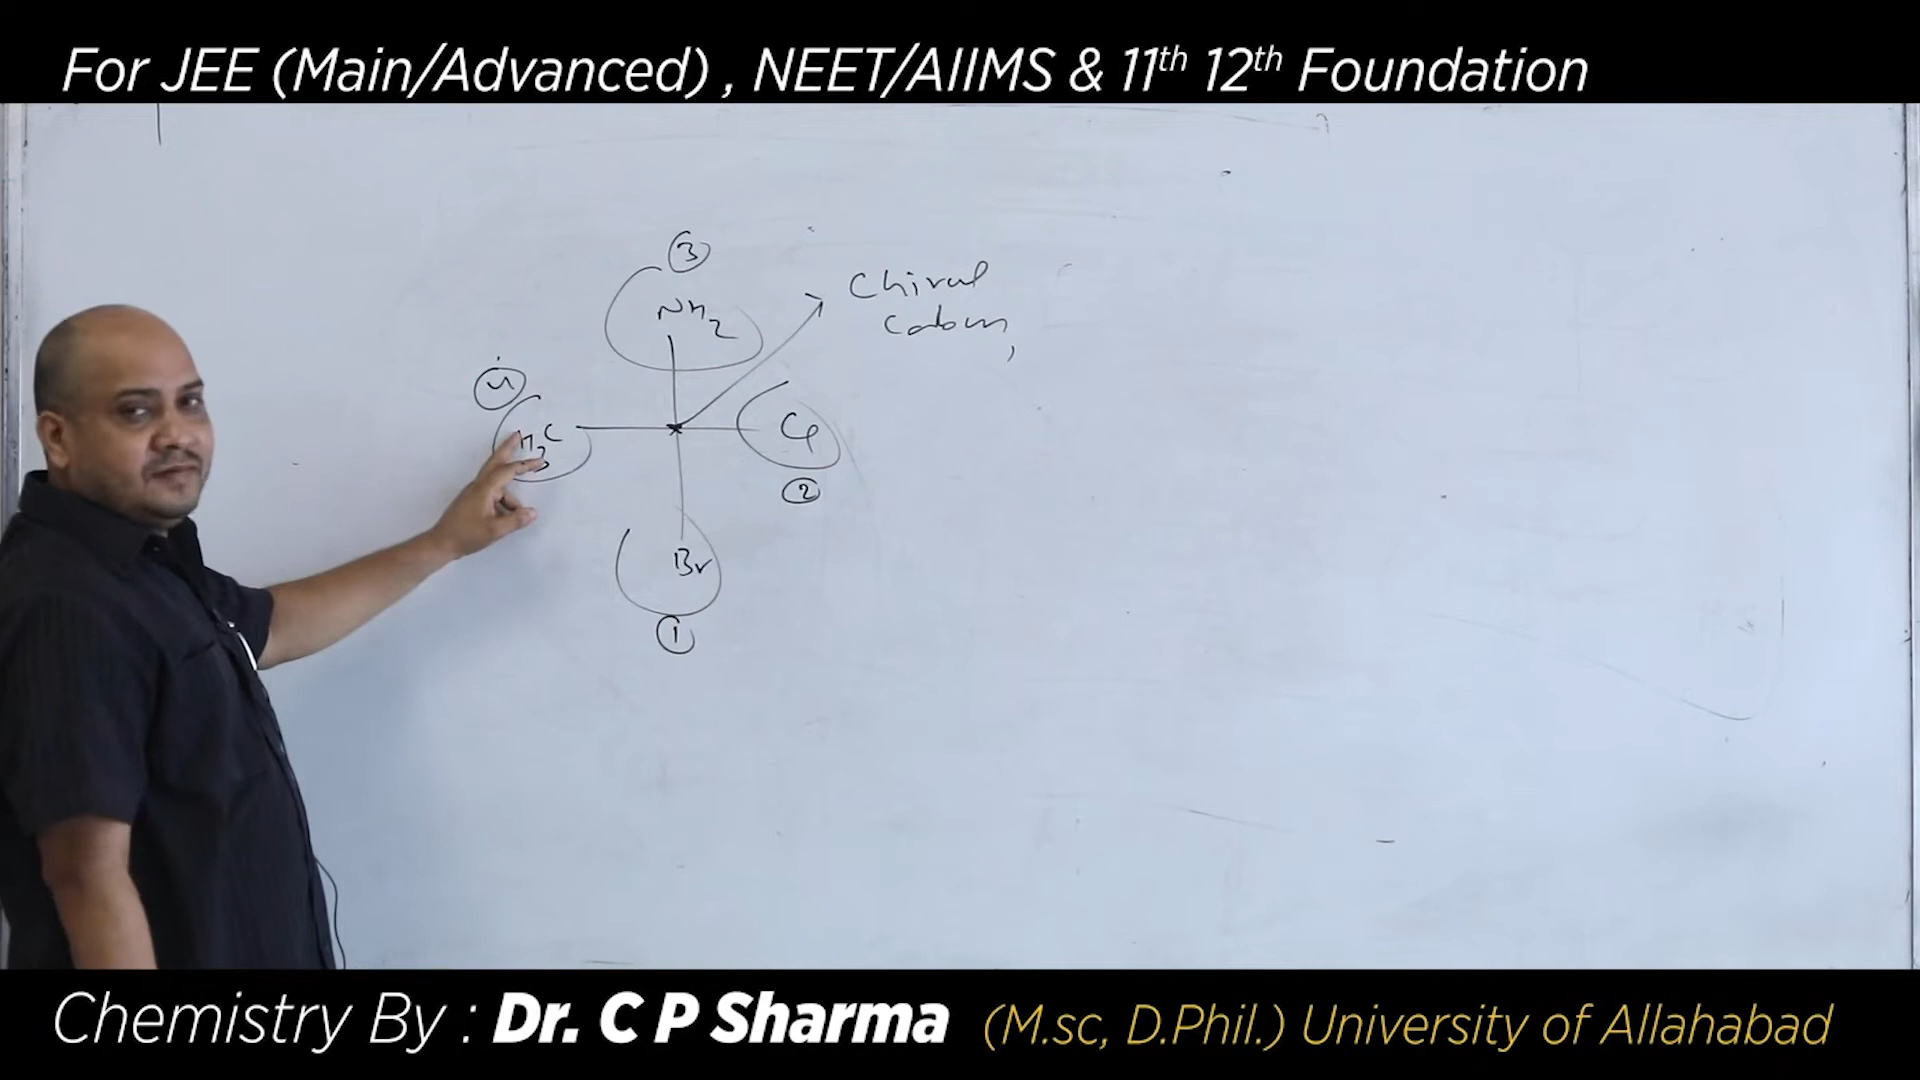 For JEE (Main/Advanced) , NEET/AIIMS & 11th 12th Foundation
3
NH2
Chiral
Carbon,
4
H3C
Cl
2
Br
1
Chemistry By : Dr. C P Sharma (M.sc, D.Phil.) University of Allahabad